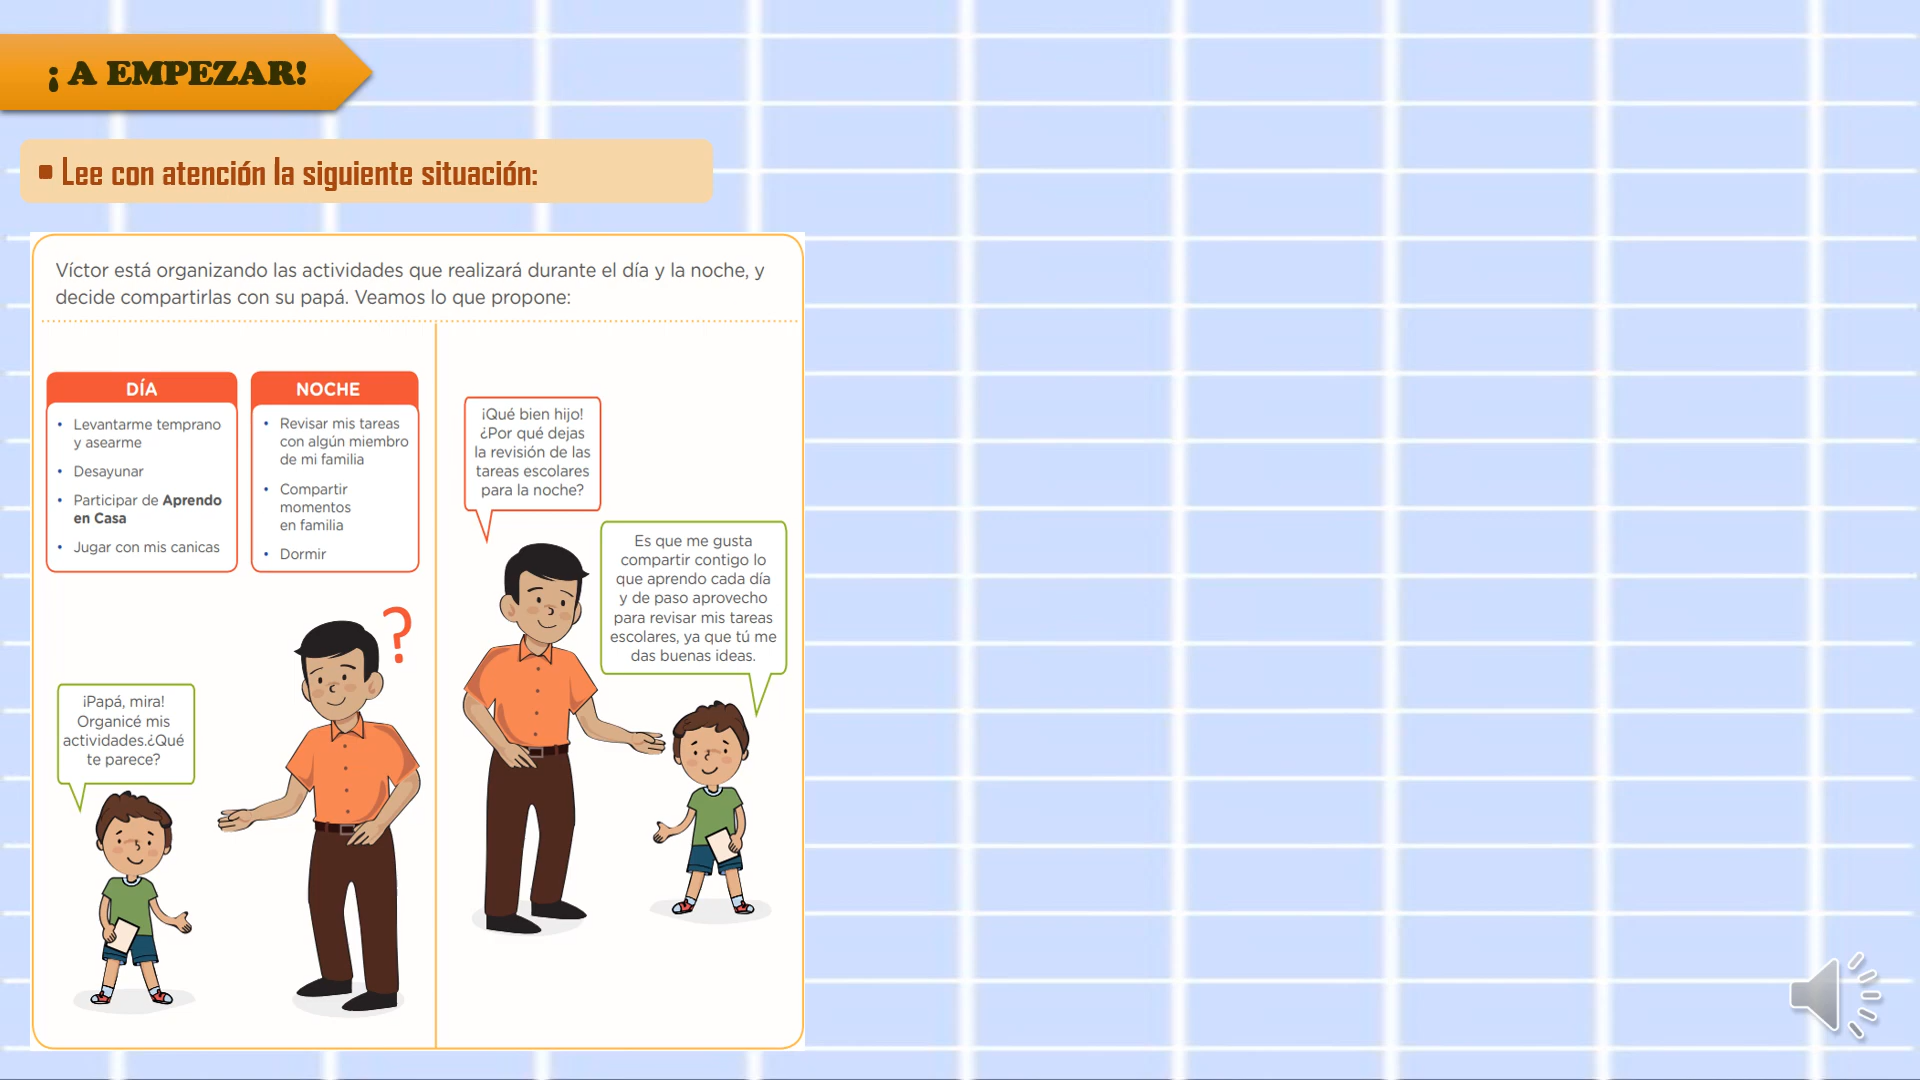 ¡ A EMPEZAR!
▪ Lee con atención la siguiente situación:
Víctor está organizando las actividades que realizará durante el día y la noche, y
decide compartirlas con su papá. Veamos lo que propone:
DÍA
• Levantarme temprano
y asearme
• Desayunar
• Participar de Aprendo
en Casa
• Jugar con mis canicas
NOCHE
• Revisar mis tareas
con algún miembro
de mi familia
• Compartir
momentos
en familia
• Dormir
?
¡Papá, mira!
Organicé mis
actividades.¿Qué
te parece?
¡Qué bien hijo!
¿Por qué dejas
la revisión de las
tareas escolares
para la noche?
Es que me gusta
compartir contigo lo
que aprendo cada día
y de paso aprovecho
para revisar mis tareas
escolares, ya que tú me
das buenas ideas.